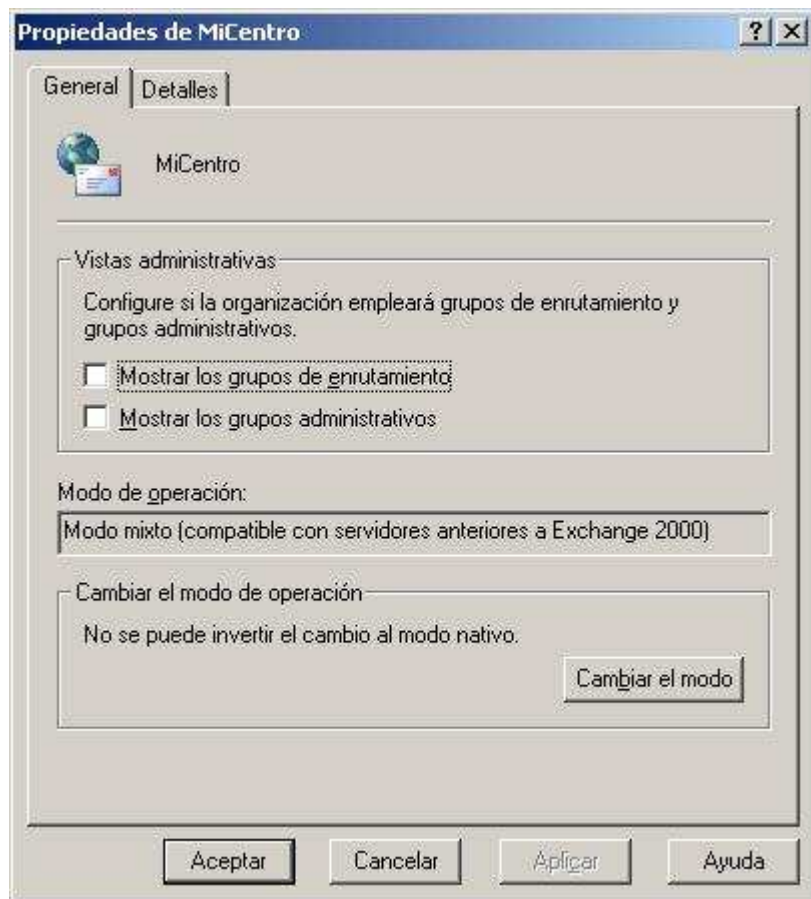 Propiedades de MiCentro
General
Detalles
MiCentro
Vistas administrativas
Configure si la organización empleará grupos de enrutamiento y
grupos administrativos.
Mostrar los grupos de enrutamiento
Mostrar los grupos administrativos
Modo de operación:
Modo mixto (compatible con servidores anteriores a Exchange 2000)
Cambiar el modo de operación
No se puede invertir el cambio al modo nativo.
Cambiar el modo
Aceptar
Cancelar
Aplicar
Ayuda